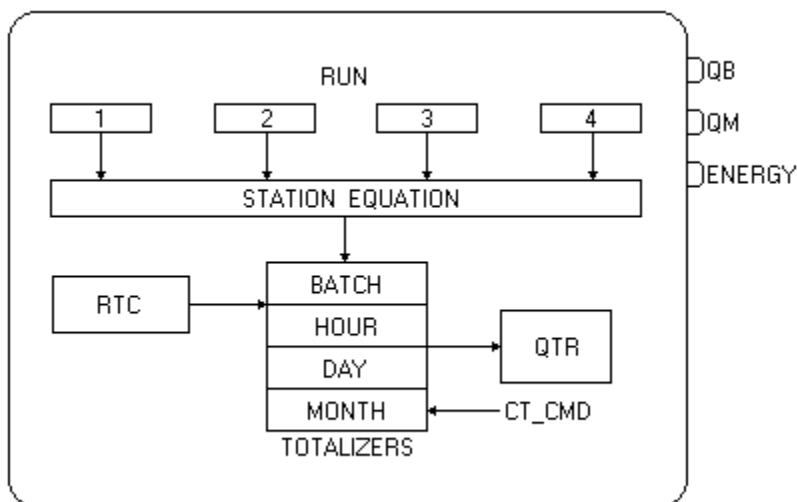 RUN
QB
1 2 3 4
QM
ENERGY
STATION EQUATION
BATCH
RTC
HOUR
QTR
DAY
MONTH
CT_CMD
TOTALIZERS